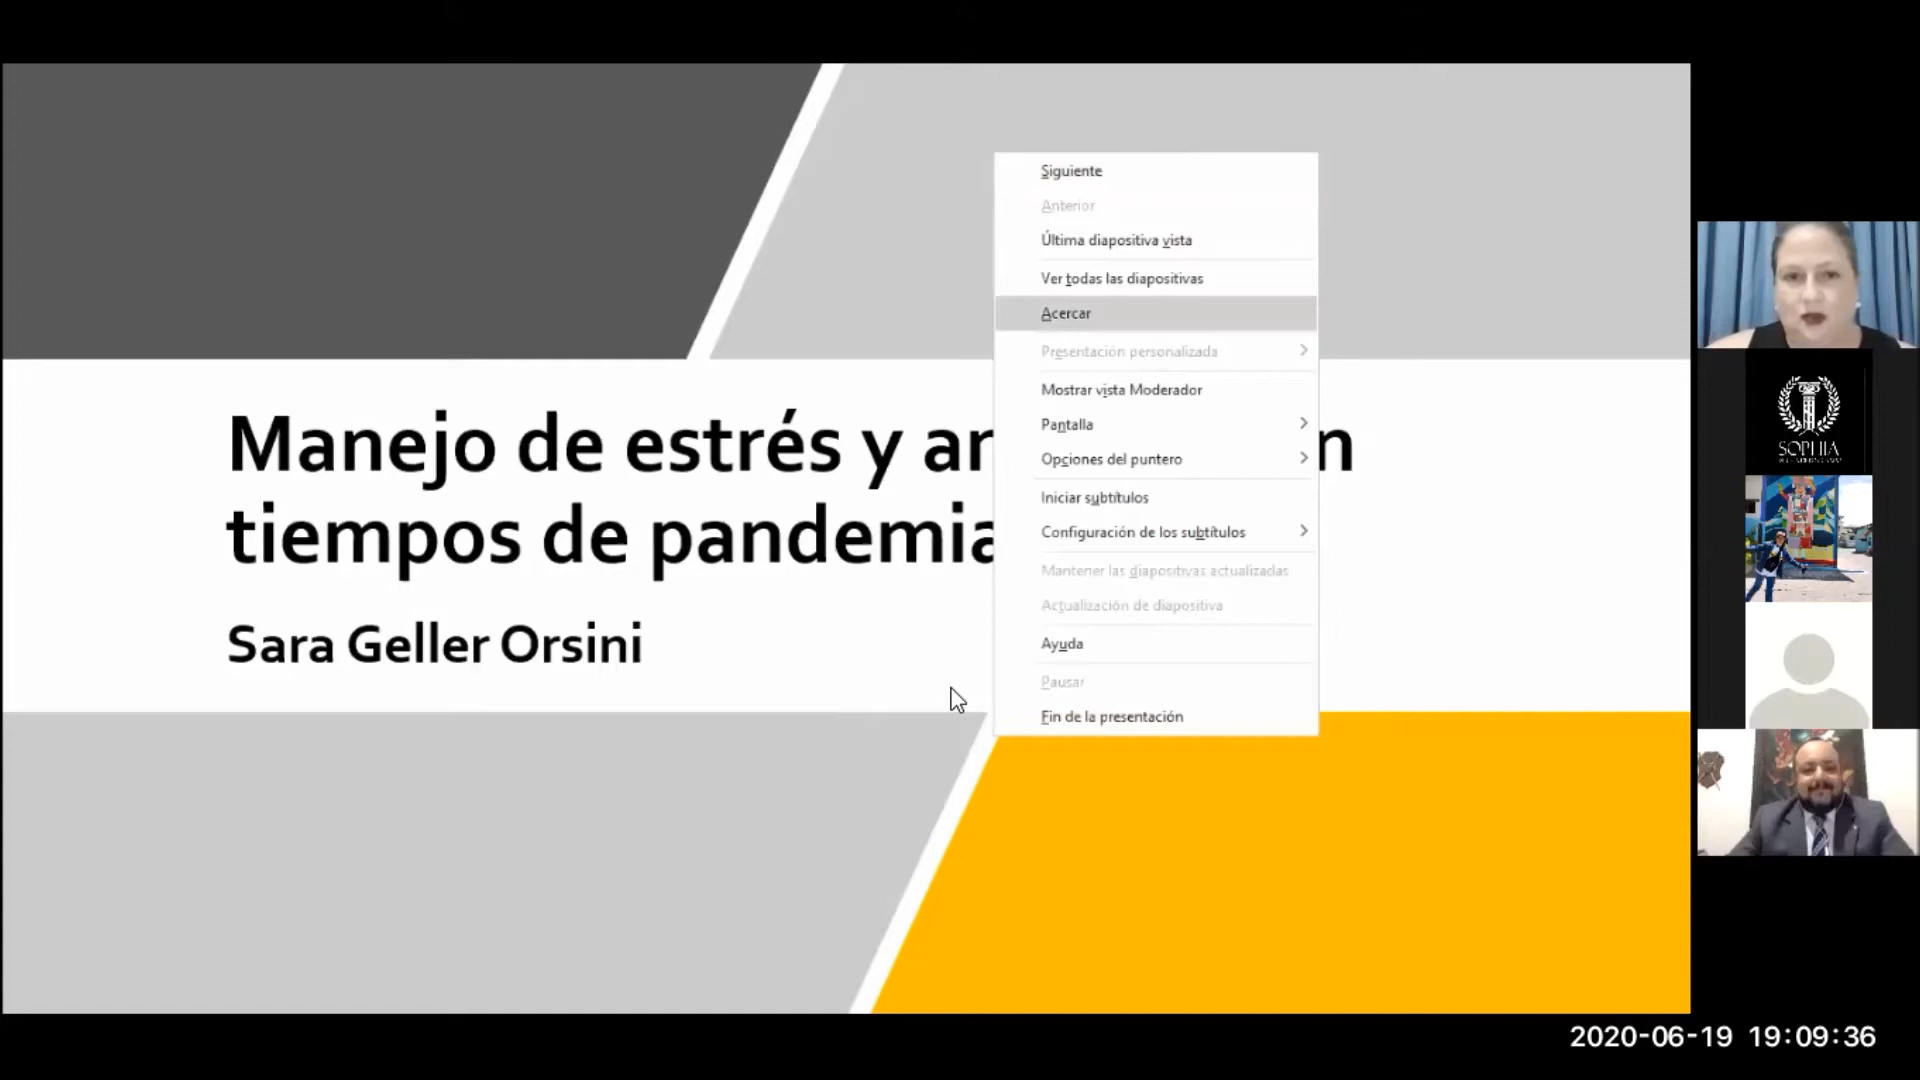 Manejo de estrés y an
n
tiempos de pandemia
Sara Geller Orsini
Siguiente
Anterior
Última diapositiva vista
Ver todas las diapositivas
Acercar
Presentación personalizada
Mostrar vista Moderador
Pantalla
Opciones del puntero
Iniciar subtítulos
Configuración de los subtítulos
Mantener las diapositivas actualizadas
Actualización de diapositiva
Ayuda
Pausar
Fin de la presentación
SOPHIA
2020-06-19 19:09:36